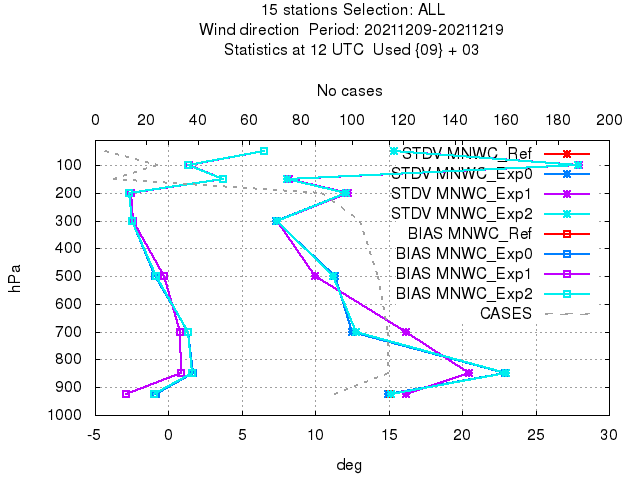 15 stations Selection: ALL
Wind direction  Period: 20211209-20211219
Statistics at 12 UTC  Used {09} + 03
No cases
0 20 40 60 80 100 120 140 160 180 200
STDV MNWC_Ref
STDV MNWC_Exp0
STDV MNWC_Exp1
STDV MNWC_Exp2
BIAS MNWC_Ref
BIAS MNWC_Exp0
BIAS MNWC_Exp1
BIAS MNWC_Exp2
CASES
hPa
100
200
300
400
500
600
700
800
900
1000
-5 0 5 10 15 20 25 30
deg